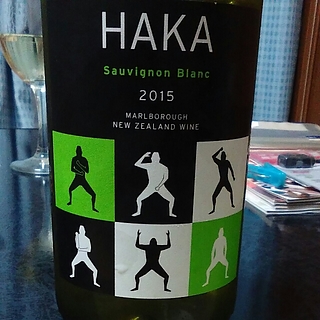 HAKA
Sauvignon Blanc
2015
MARLBOROUGH
NEW ZEALAND WINE